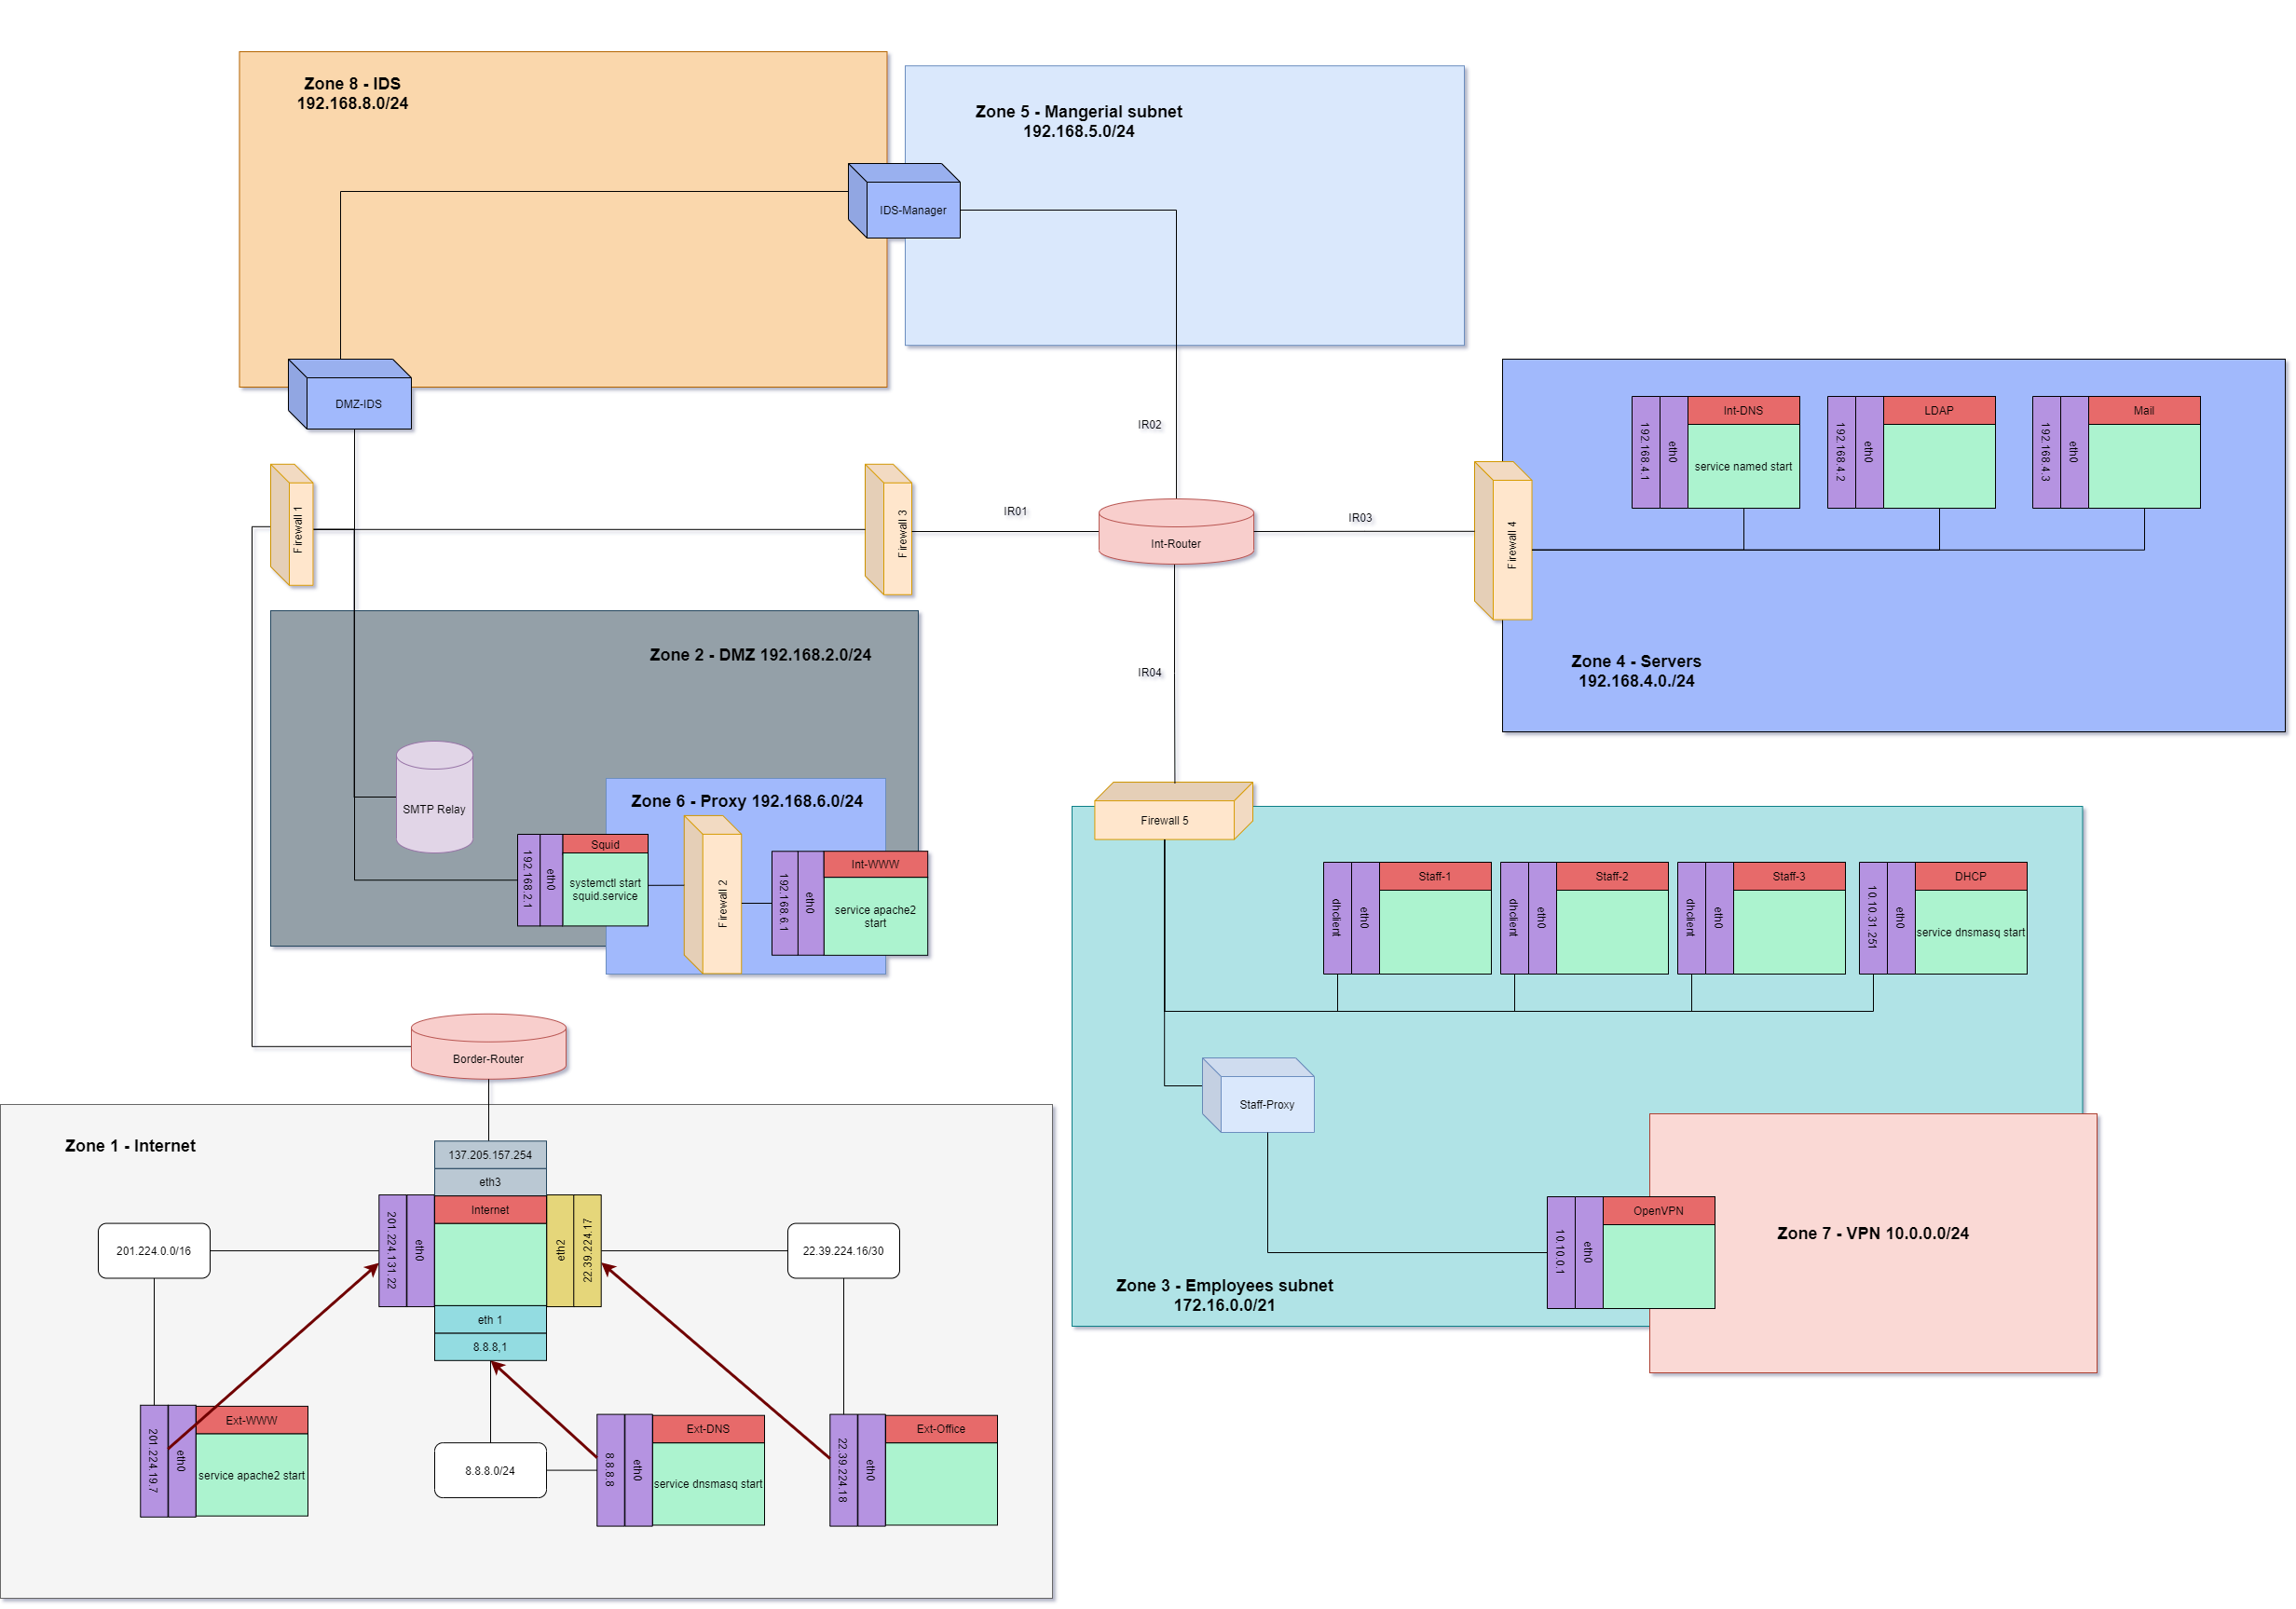 Zone 8 - IDS
192.168.8.0/24
Zone 5 - Mangerial subnet
192.168.5.0/24
IDS-Manager
DMZ-IDS
IR02
Int-DNS
192.168.4.1
eth0
service named start
LDAP
192.168.4.2
eth0
Mail
192.168.4.3
eth0
Firewall 1
Firewall 3
IR01
Int-Router
IR03
Firewall 4
Zone 4 - Servers
192.168.4.0./24
Zone 2 - DMZ 192.168.2.0/24
IR04
SMTP Relay
Zone 6 - Proxy 192.168.6.0/24
Squid
192.168.2.1
eth0
systemctl start
squid.service
Firewall 2
Int-WWW
192.168.6.1
eth0
service apache2
start
Firewall 5
Staff-1
dhclient
eth0
Staff-2
dhclient
eth0
Staff-3
dhclient
eth0
DHCP
10.10.31.251
eth0
service dnsmasq start
Border-Router
Staff-Proxy
Zone 1 - Internet
137.205.157.254
eth3
Internet
201.224.131.22
eth0
eth2
22.39.224.17
201.224.0.0/16
22.39.224.16/30
eth 1
8.8.8,1
OpenVPN
10.10.0.1
eth0
Zone 7 - VPN 10.0.0.0/24
Zone 3 - Employees subnet
172.16.0.0/21
Ext-WWW
201.224.19.7
eth0
service apache2 start
8.8.8.0/24
Ext-DNS
8.8.8.8
eth0
service dnsmasq start
Ext-Office
22.39.224.18
eth0